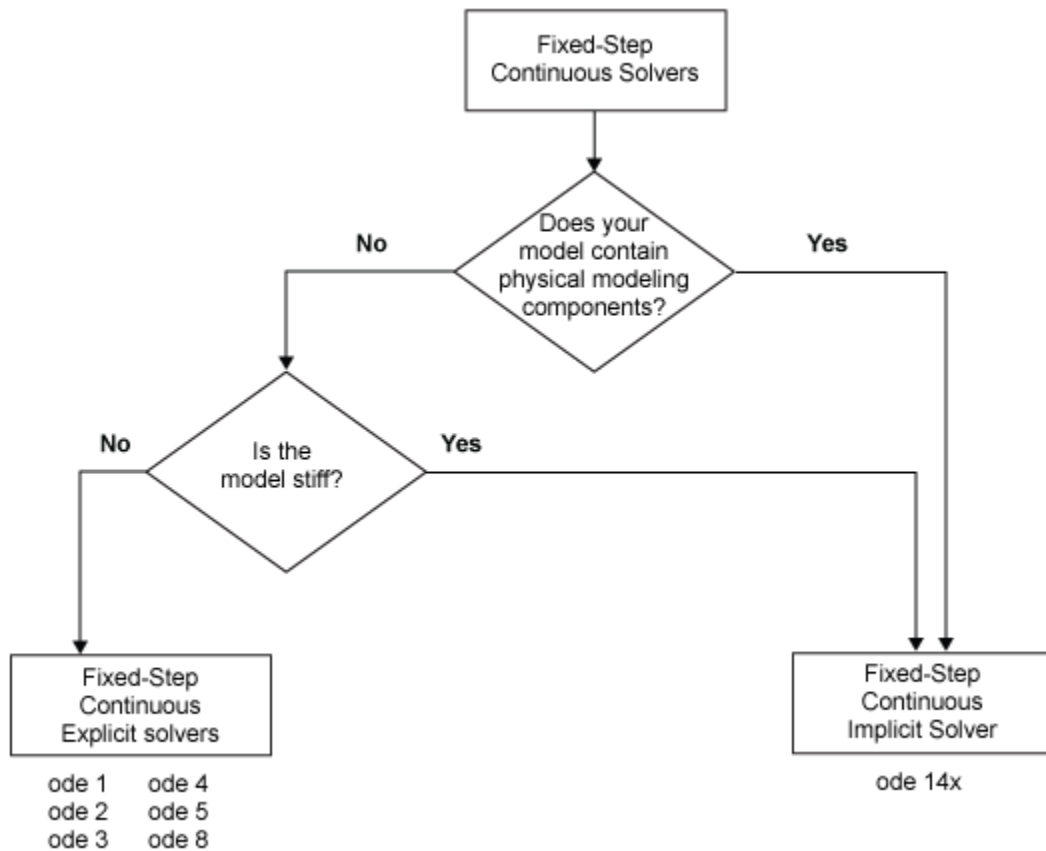 Fixed-Step
Continuous Solvers
Does your
model contain
physical modeling
components?
No
Yes
Is the
model stiff?
No
Yes
Fixed-Step
Continuous
Explicit solvers
ode 1 ode 4
ode 2 ode 5
ode 3 ode 8
Fixed-Step
Continuous
Implicit Solver
ode 14x